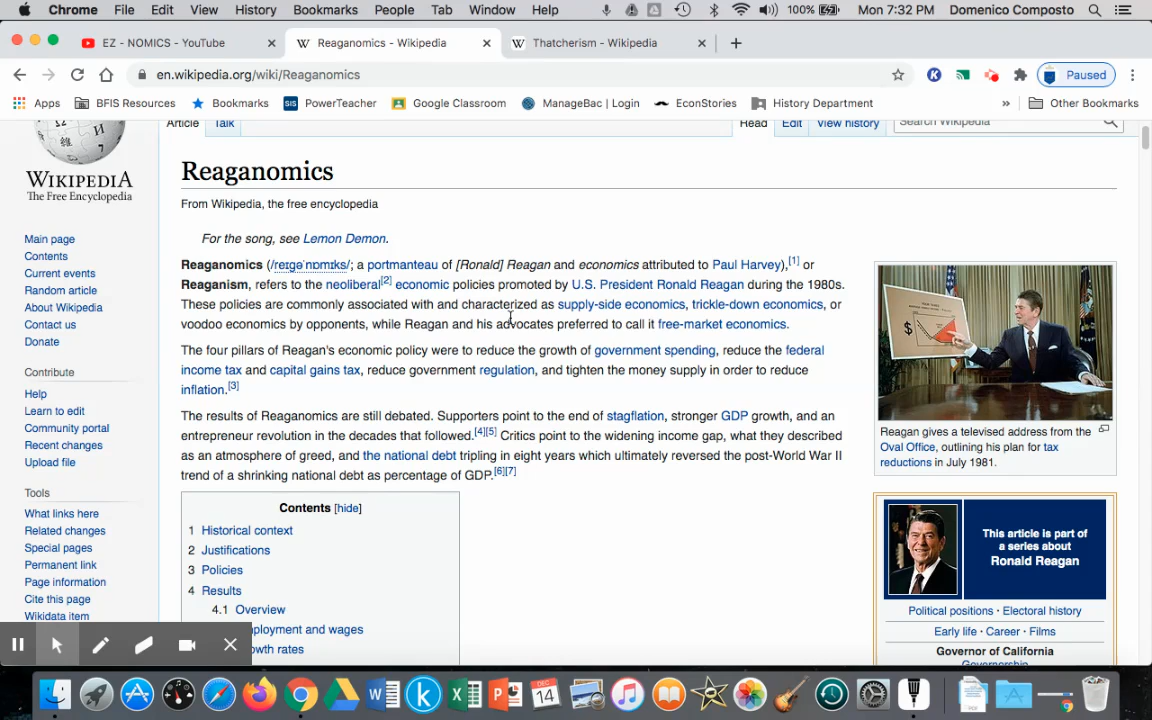 Chrome File Edit View History Bookmarks People Tab Window Help 100% Mon 7:32 PM Domenico Composto
EZ - NOMICS - YouTube Reaganomics - Wikipedia Thatcherism - Wikipedia
en.wikipedia.org/wiki/Reaganomics Paused
Apps BFIS Resources Bookmarks SIS PowerTeacher Google Classroom ManageBac | Login EconStories History Department » Other Bookmarks
Article Talk Read Edit View history Search Wikipedia
WIKIPEDIA
The Free Encyclopedia
Main page
Contents
Current events
Random article
About Wikipedia
Contact us
Donate
Contribute
Help
Learn to edit
Community portal
Recent changes
Upload file
Tools
What links here
Related changes
Special pages
Permanent link
Page information
Cite this page
Wikidata item
Reaganomics
From Wikipedia, the free encyclopedia
For the song, see Lemon Demon.
Reaganomics (/reɪɡəˈnɒmɪks/; a portmanteau of [Ronald] Reagan and economics attributed to Paul Harvey),[1] or
Reaganism, refers to the neoliberal[2] economic policies promoted by U.S. President Ronald Reagan during the 1980s.
These policies are commonly associated with and characterized as supply-side economics, trickle-down economics, or
voodoo economics by opponents, while Reagan and his advocates preferred to call it free-market economics.
The four pillars of Reagan's economic policy were to reduce the growth of government spending, reduce the federal
income tax and capital gains tax, reduce government regulation, and tighten the money supply in order to reduce
inflation.[3]
The results of Reaganomics are still debated. Supporters point to the end of stagflation, stronger GDP growth, and an
entrepreneur revolution in the decades that followed.[4][5] Critics point to the widening income gap, what they described
as an atmosphere of greed, and the national debt tripling in eight years which ultimately reversed the post-World War II
trend of a shrinking national debt as percentage of GDP.[6][7]
Contents [hide]
1 Historical context
2 Justifications
3 Policies
4 Results
4.1 Overview
mployment and wages
wth rates
$
Reagan gives a televised address from the
Oval Office, outlining his plan for tax
reductions in July 1981.
This article is part of
a series about
Ronald Reagan
Political positions · Electoral history
Early life · Career · Films
Governor of California
Governorship
DEC
14